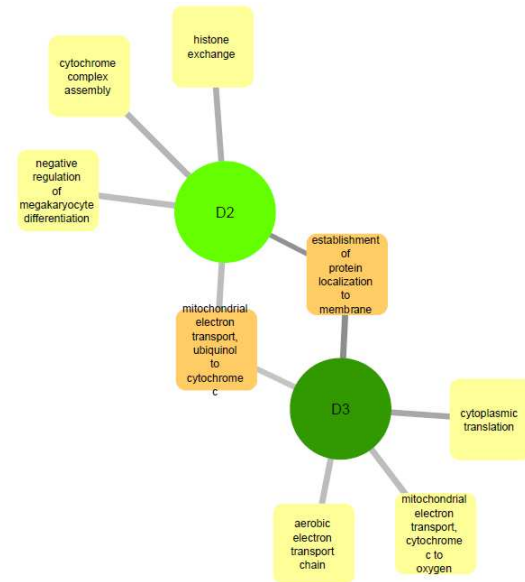 histone
exchange
cytochrome
complex
assembly
negative
regulation
of
megakaryocyte
differentiation
D2
establishment
of
protein
localization
to
membrane
mitochondrial
electron
transport,
ubiquinol
to
cytochrome
c
D3
cytoplasmic
translation
mitochondrial
electron
transport,
cytochrome
c to
oxygen
aerobic
electron
transport
chain